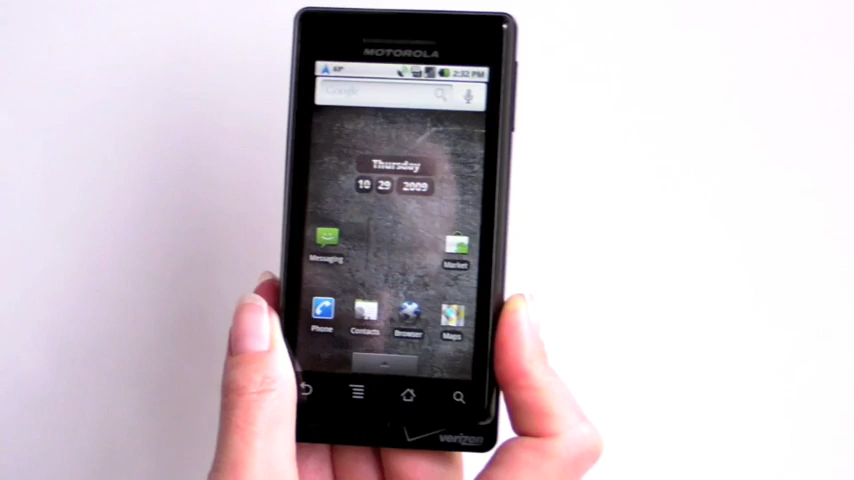 MOTOROLA
2:32 PM
Google
Thursday
10 29 2009
Messaging
Market
Phone
Contacts
Browser
Maps
verizon